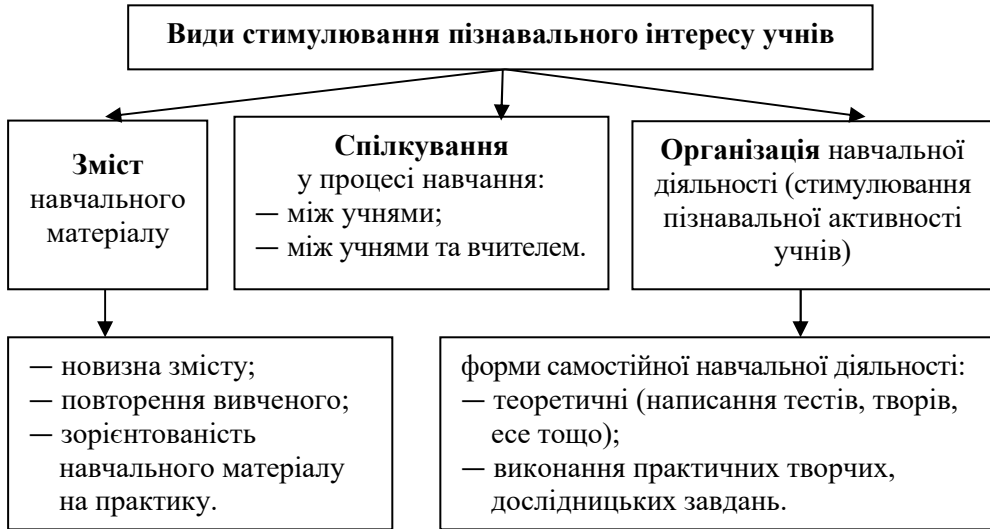 Види стимулювання пізнавального інтересу учнів
Зміст
навчального
матеріалу
Спілкування
у процесі навчання:
— між учнями;
— між учнями та вчителем.
Організація навчальної
діяльності (стимулювання
пізнавальної активності
учнів)
— новизна змісту;
— повторення вивченого;
— зорієнтованість
навчального матеріалу
на практику.
форми самостійної навчальної діяльності:
— теоретичні (написання тестів, творів,
есе тощо);
— виконання практичних творчих,
дослідницьких завдань.